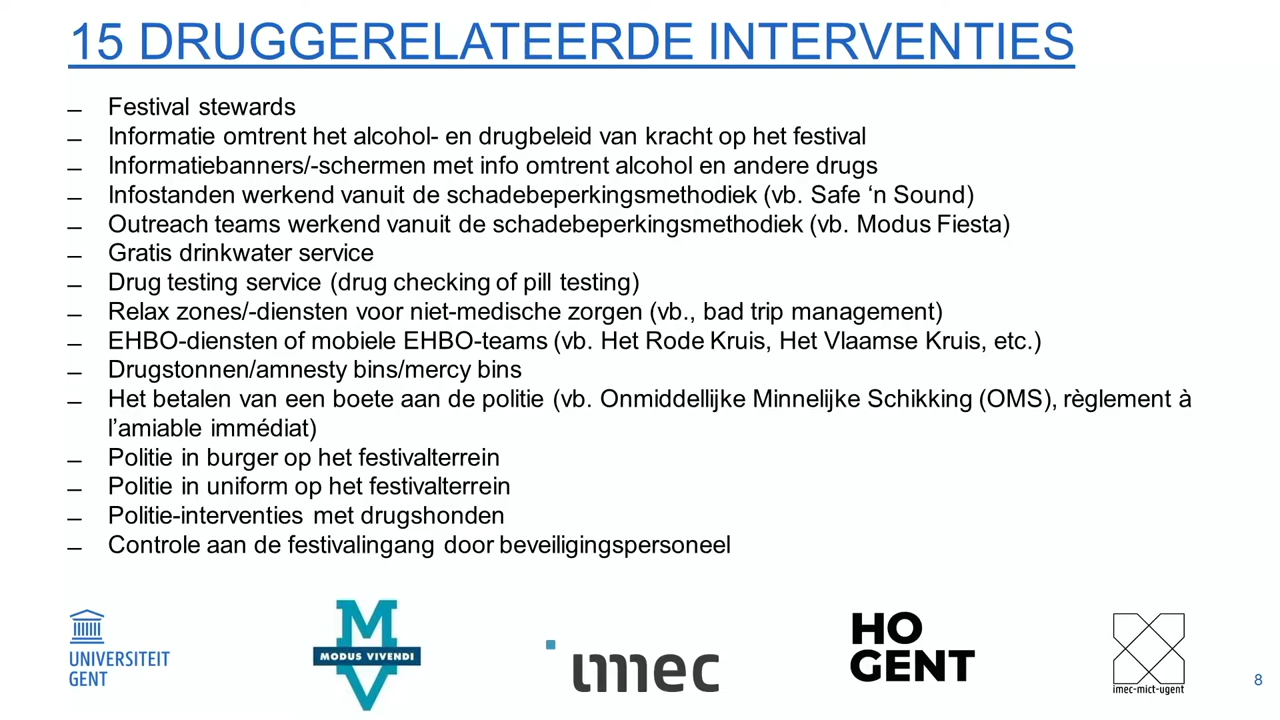 15 DRUGGERELATEERDE INTERVENTIES
– Festival stewards
– Informatie omtrent het alcohol- en drugbeleid van kracht op het festival
– Informatiebanners/-schermen met info omtrent alcohol en andere drugs
– Infostanden werkend vanuit de schadebeperkingsmethodiek (vb. Safe ‘n Sound)
– Outreach teams werkend vanuit de schadebeperkingsmethodiek (vb. Modus Fiesta)
– Gratis drinkwater service
– Drug testing service (drug checking of pill testing)
– Relax zones/-diensten voor niet-medische zorgen (vb., bad trip management)
– EHBO-diensten of mobiele EHBO-teams (vb. Het Rode Kruis, Het Vlaamse Kruis, etc.)
– Drugstonnen/amnesty bins/mercy bins
– Het betalen van een boete aan de politie (vb. Onmiddellijke Minnelijke Schikking (OMS), règlement à
l’amiable immédiat)
– Politie in burger op het festivalterrein
– Politie in uniform op het festivalterrein
– Politie-interventies met drugshonden
– Controle aan de festivalingang door beveiligingspersoneel
UNIVERSITEIT
GENT
M
MODUS VIVENDI
V
imec
HO
GENT
imec-mict-ugent
8